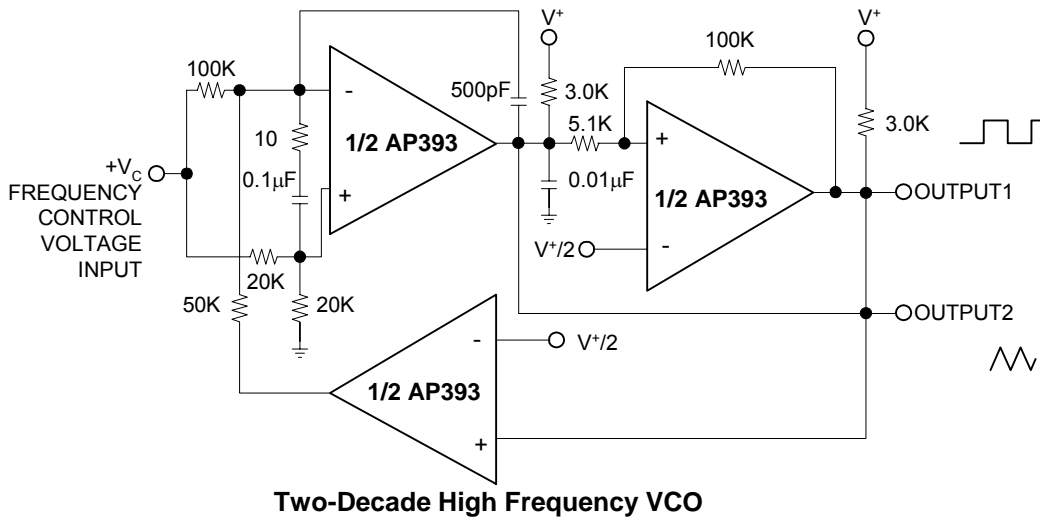 V+
V+
100K
100K
500pF
3.0K
3.0K
-
5.1K
10
1/2 AP393
+
+VC
FREQUENCY
CONTROL
VOLTAGE
INPUT
0.1μF
+
0.01μF
1/2 AP393
OUTPUT1
V+/2
-
20K
50K
20K
OUTPUT2
-
V+/2
1/2 AP393
+
Two-Decade High Frequency VCO